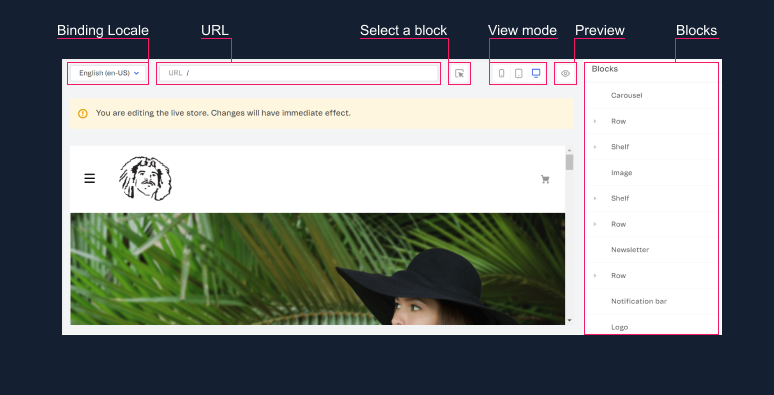 Binding Locale
URL
Select a block
View mode
Preview
Blocks
English (en-US)
URL /
Blocks
You are editing the live store. Changes will have immediate effect.
Carousel
Row
Shelf
Image
Shelf
Row
Newsletter
Row
Notification bar
Logo